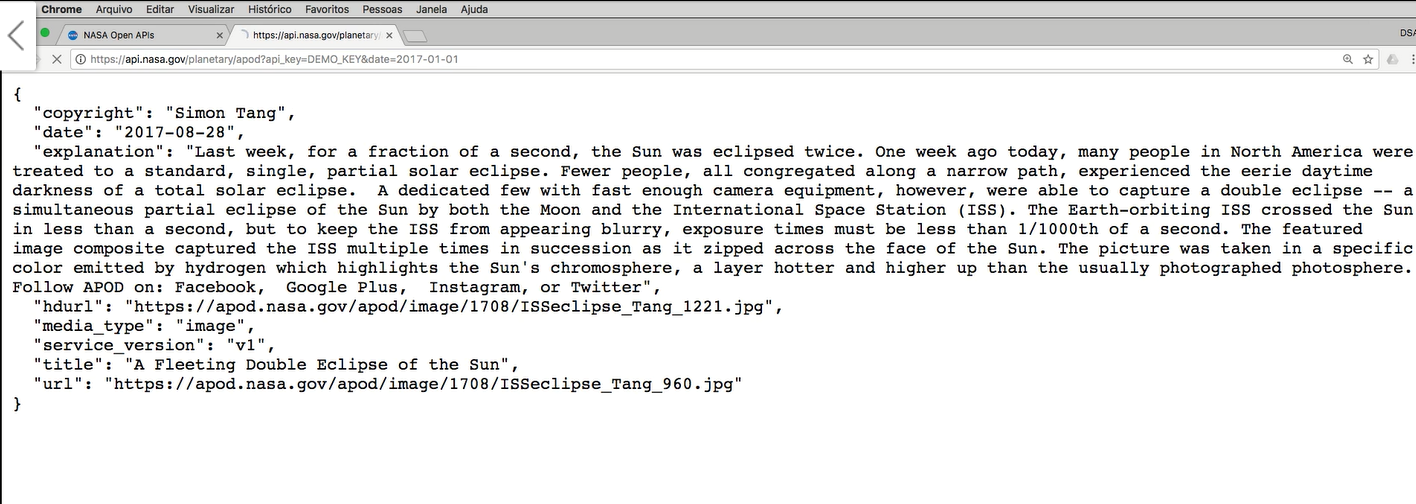 Chrome Arquivo Editar Visualizar Histórico Favoritos Pessoas Janela Ajuda
NASA Open APIs × https://api.nasa.gov/planetary/ × DSA
https://api.nasa.gov/planetary/apod?api_key=DEMO_KEY&date=2017-01-01
{
"copyright": "Simon Tang",
"date": "2017-08-28",
"explanation": "Last week, for a fraction of a second, the Sun was eclipsed twice. One week ago today, many people in North America were
treated to a standard, single, partial solar eclipse. Fewer people, all congregated along a narrow path, experienced the eerie daytime
darkness of a total solar eclipse.  A dedicated few with fast enough camera equipment, however, were able to capture a double eclipse -- a
simultaneous partial eclipse of the Sun by both the Moon and the International Space Station (ISS). The Earth-orbiting ISS crossed the Sun
in less than a second, but to keep the ISS from appearing blurry, exposure times must be less than 1/1000th of a second. The featured
image composite captured the ISS multiple times in succession as it zipped across the face of the Sun. The picture was taken in a specific
color emitted by hydrogen which highlights the Sun's chromosphere, a layer hotter and higher up than the usually photographed photosphere.
Follow APOD on: Facebook,  Google Plus,  Instagram, or Twitter",
"hdurl": "https://apod.nasa.gov/apod/image/1708/ISSeclipse_Tang_1221.jpg",
"media_type": "image",
"service_version": "v1",
"title": "A Fleeting Double Eclipse of the Sun",
"url": "https://apod.nasa.gov/apod/image/1708/ISSeclipse_Tang_960.jpg"
}